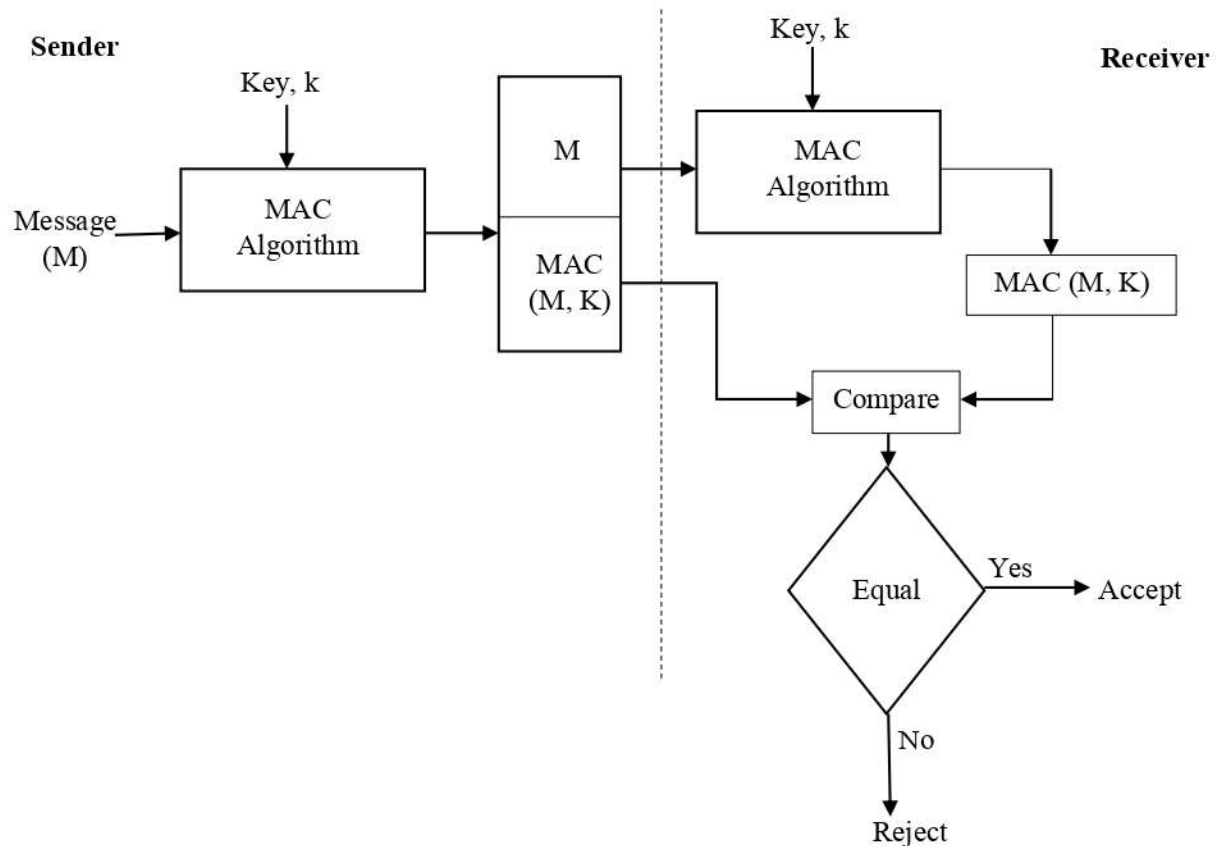 Sender
Key, k
Message
(M)
MAC
Algorithm
M
MAC
(M, K)
Key, k
Receiver
MAC
Algorithm
MAC (M, K)
Compare
Equal
Yes
Accept
No
Reject